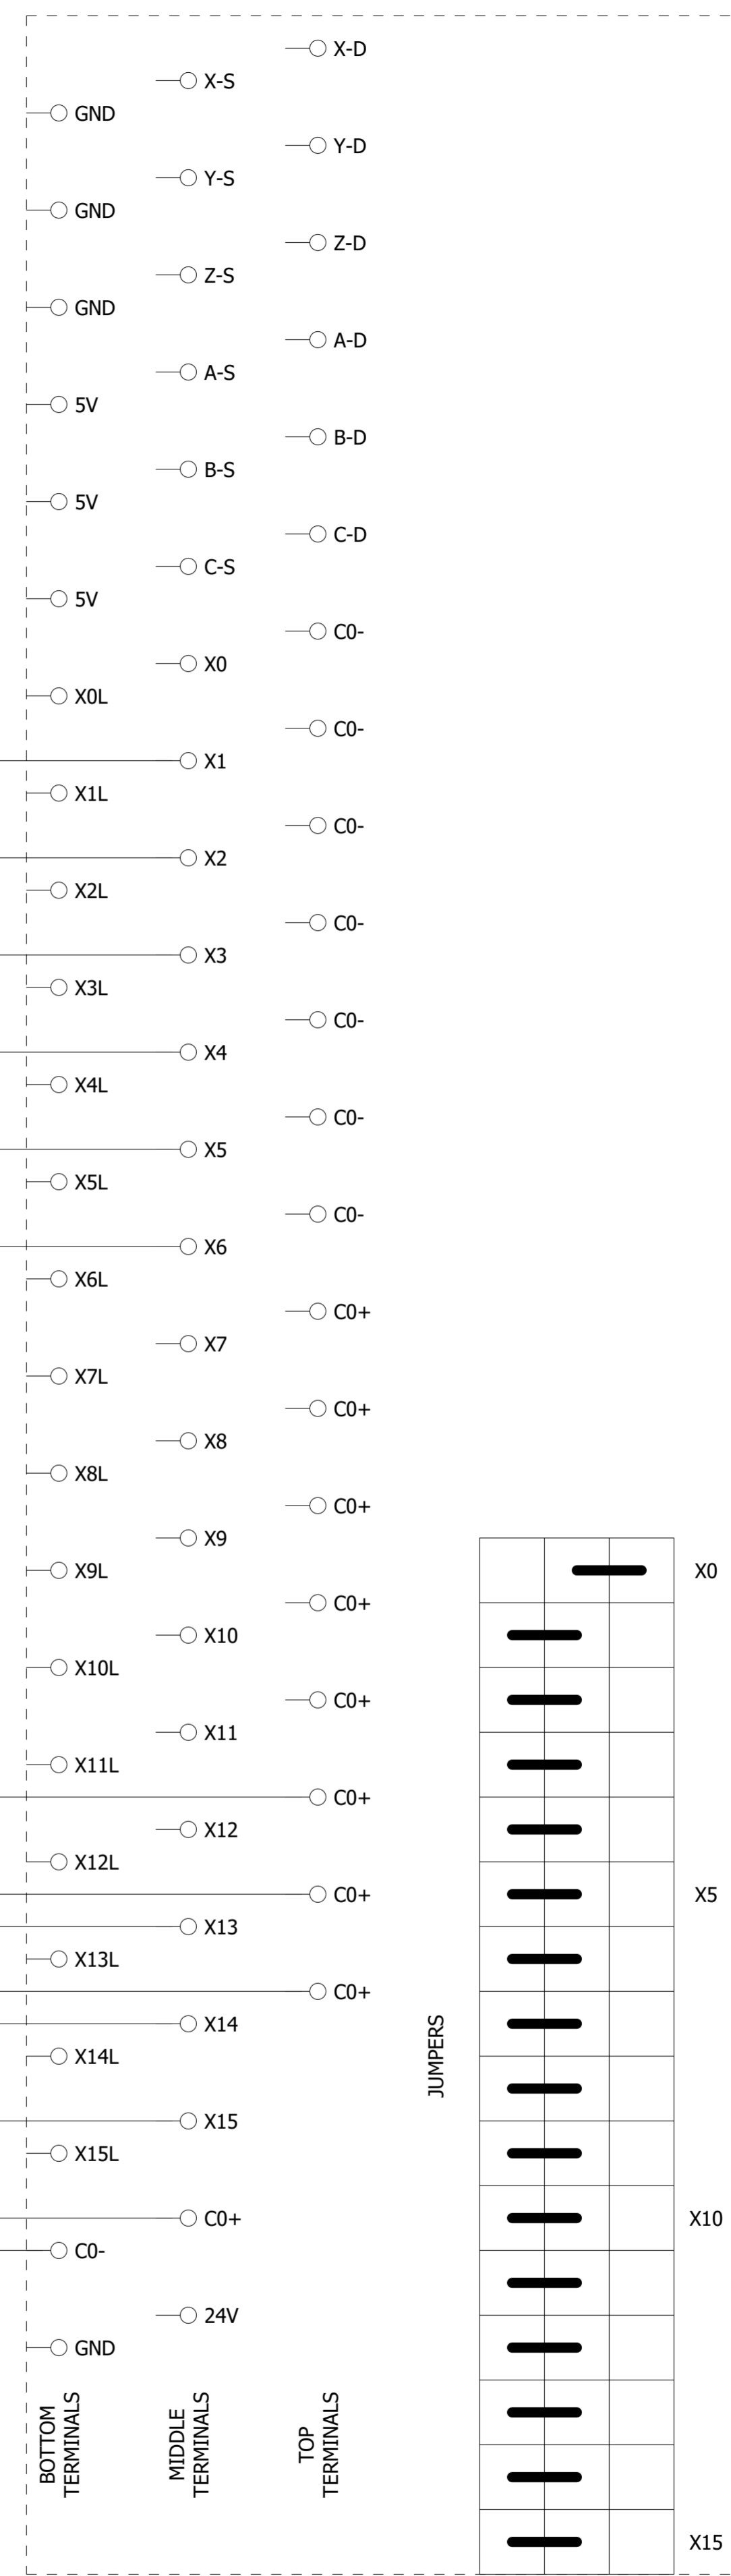 X-D
X-S
GND
Y-D
Y-S
GND
Z-D
Z-S
GND
A-D
A-S
5V
B-D
B-S
5V
C-D
C-S
5V
C0-
X0
X0L
C0-
X1
X1L
C0-
X2
X2L
C0-
X3
X3L
C0-
X4
X4L
C0-
X5
X5L
C0-
X6
X6L
C0+
X7
X7L
C0+
X8
X8L
C0+
X9
X9L
X0
C0+
X10
X10L
C0+
X11
X11L
C0+
X12
X12L
C0+
X5
X13
X13L
C0+
X14
X14L
JUMPERS
X15
X15L
C0+
X10
C0-
24V
GND
BOTTOM
TERMINALS
MIDDLE
TERMINALS
TOP
TERMINALS
X15